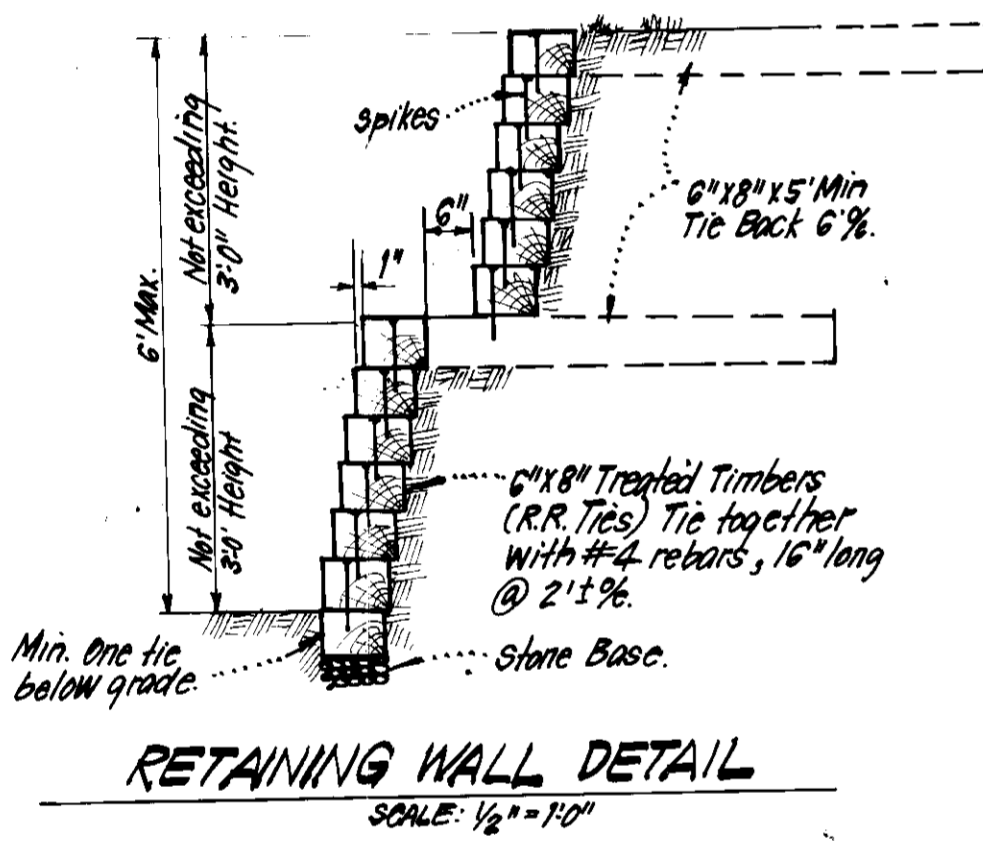 spikes
Not exceeding
3'-0" Height.
6"
6"x8"x5' Min
Tie Back 6' o/c.
1"
6' MAX.
Not exceeding
3'-0" Height
6"x8" Treated Timbers
(R.R. Ties) Tie together
with #4 rebars, 16" long
@ 2'± o/c.
Min. One tie
below grade.
Stone Base.
RETAINING WALL DETAIL
SCALE: 1/2" = 1'-0"